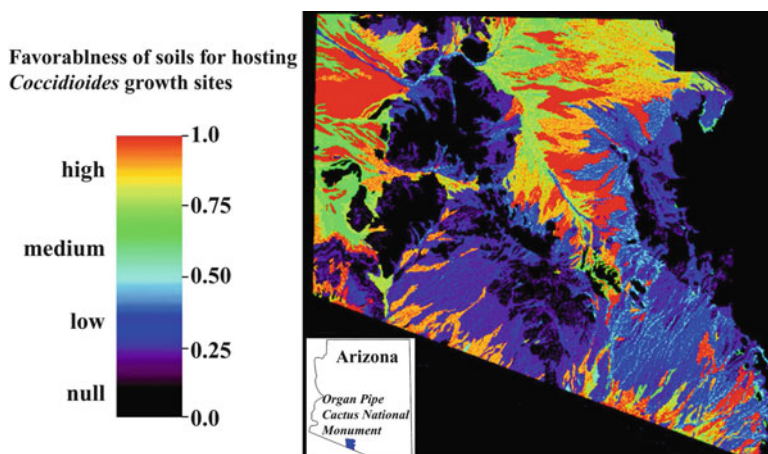 Favorablness of soils for hosting
Coccidioides growth sites
1.0
high
0.75
medium
0.50
low
0.25
null
0.0
Arizona
Organ Pipe
Cactus National
Monument